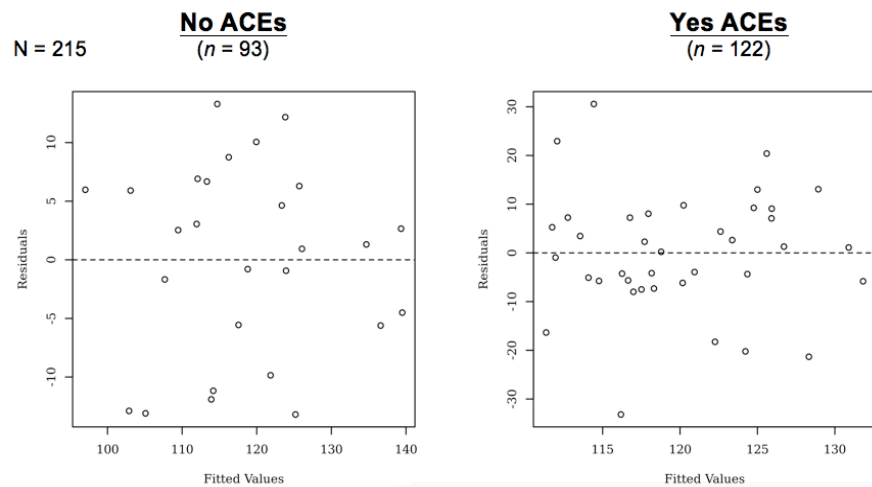 No ACEs
Yes ACEs
N = 215
(n = 93)
(n = 122)
10
5
0
-5
-10
Residuals
100
110
120
130
140
Fitted Values
30
20
10
0
-10
-20
-30
Residuals
115
120
125
130
Fitted Values